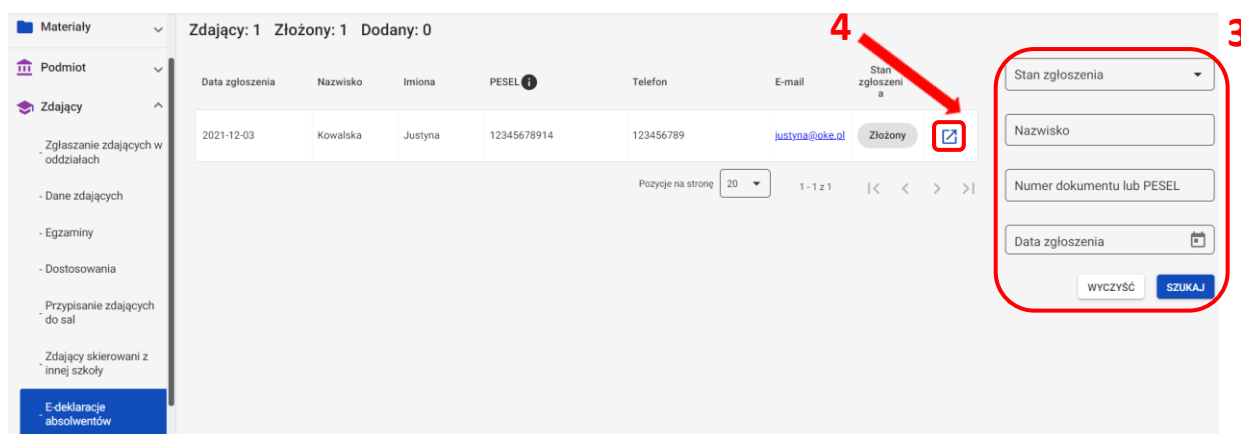 Materiały
Podmiot
Zdający
- Zgłaszanie zdających w
oddziałach
- Dane zdających
- Egzaminy
- Dostosowania
- Przypisanie zdających
do sal
- Zdający skierowani z
innej szkoły
- E-deklaracje
absolwentów
Zdający: 1 Złożony: 1 Dodany: 0
4
3
Data zgłoszenia Nazwisko Imiona PESEL i Telefon E-mail Stan
zgłoszeni
a
2021-12-03 Kowalska Justyna 12345678914 123456789 justyna@oke.pl Złożony
Pozycje na stronę 20 1 - 1 z 1 |< < > >|
Stan zgłoszenia
Nazwisko
Numer dokumentu lub PESEL
Data zgłoszenia
WYCZYŚĆ SZUKAJ